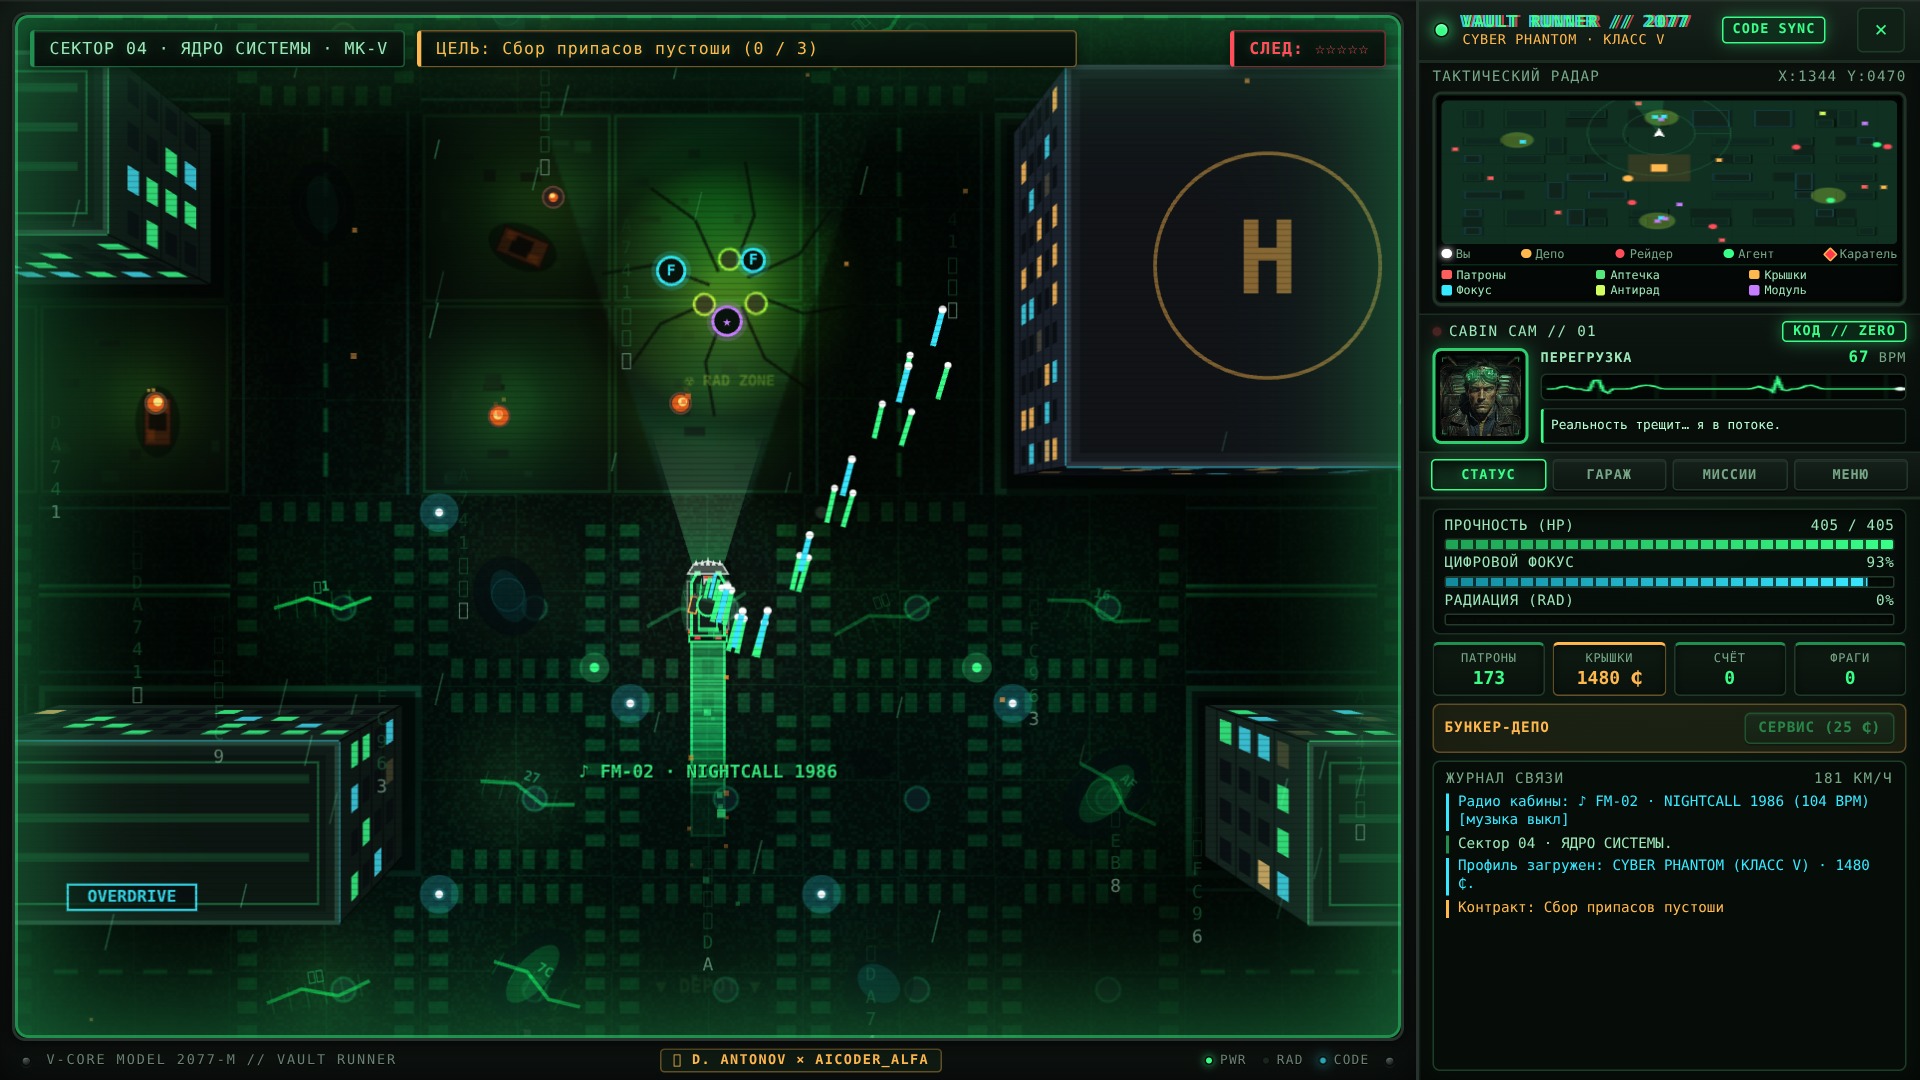 СЕКТОР 04 · ЯДРО СИСТЕМЫ · МК-V
ЦЕЛЬ: Сбор припасов пустоши (0 / 3)
СЛЕД: ☆☆☆☆☆
H
F
F
☢ RAD ZONE
♪ FM-02 · NIGHTCALL 1986
OVERDRIVE
27
7C
AF
V-CORE MODEL 2077-M // VAULT RUNNER
D. ANTONOV × AICODER_ALFA
PWR
RAD
CODE
VAULT RUNNER // 2077
CYBER PHANTOM · КЛАСС V
CODE SYNC
×
ТАКТИЧЕСКИЙ РАДАР
X:1344 Y:0470
Вы
Депо
Рейдер
Агент
Каратель
Патроны
Аптечка
Крышки
Фокус
Антирад
Модуль
CABIN CAM // 01
КОД // ZERO
ПЕРЕГРУЗКА
67 BPM
Реальность трещит… я в потоке.
СТАТУС
ГАРАЖ
МИССИИ
МЕНЮ
ПРОЧНОСТЬ (HP)
405 / 405
ЦИФРОВОЙ ФОКУС
93%
РАДИАЦИЯ (RAD)
0%
ПАТРОНЫ
173
КРЫШКИ
1480 ₵
СЧЁТ
0
ФРАГИ
0
БУНКЕР-ДЕПО
СЕРВИС (25 ₵)
ЖУРНАЛ СВЯЗИ
181 КМ/Ч
Радио кабины: ♪ FM-02 · NIGHTCALL 1986 (104 BPM)
[музыка выкл]
Сектор 04 · ЯДРО СИСТЕМЫ.
Профиль загружен: CYBER PHANTOM (КЛАСС V) · 1480
₵.
Контракт: Сбор припасов пустоши